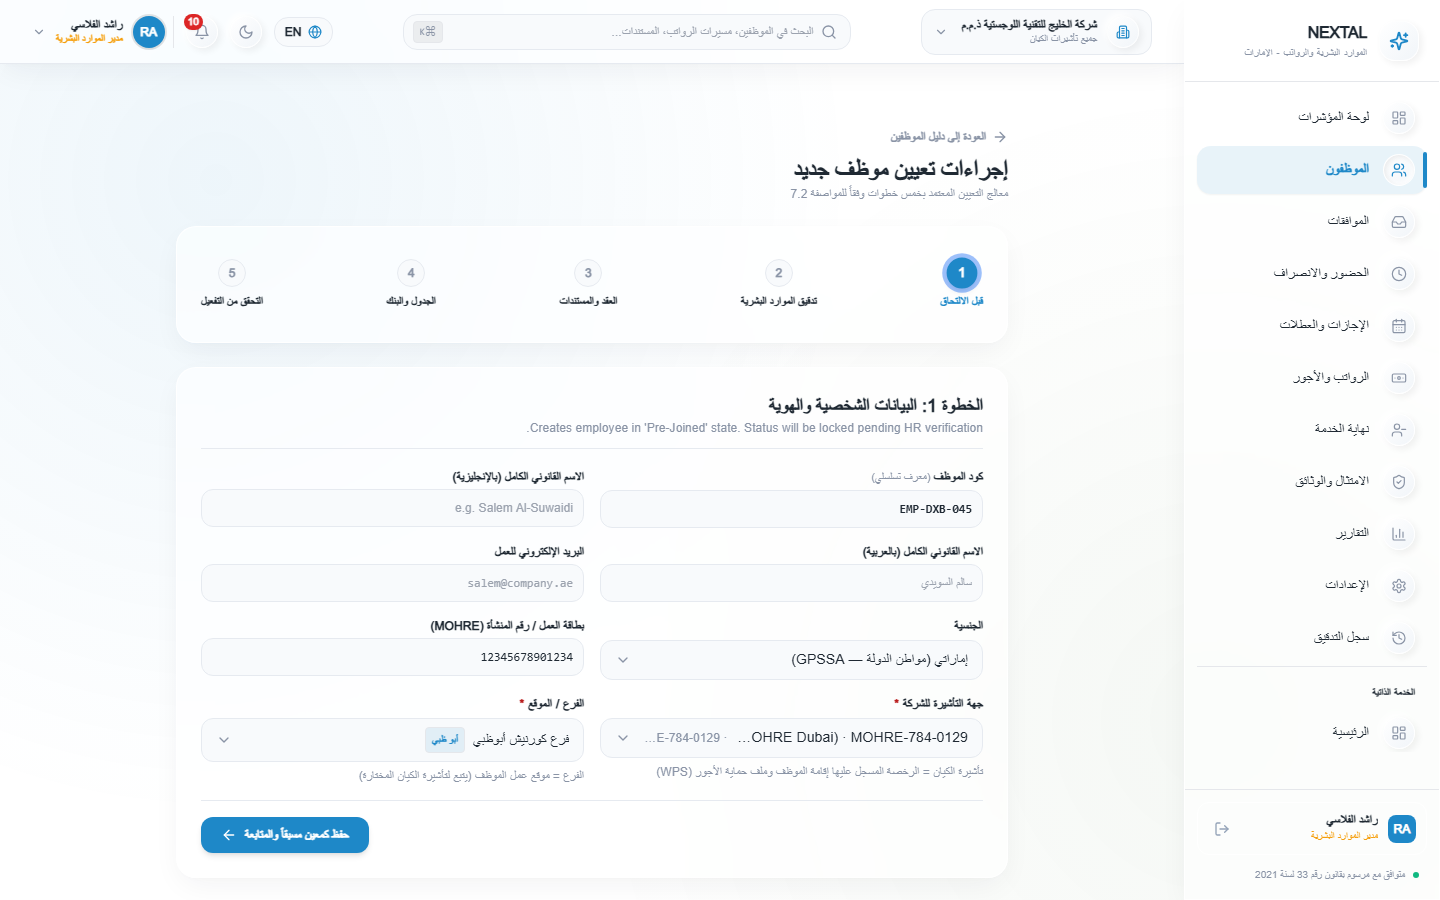 NEXTAL
الموارد البشرية والرواتب - الإمارات
لوحة المؤشرات
الموظفون
الموافقات
الحضور والانصراف
الإجازات والعطلات
الرواتب والأجور
نهاية الخدمة
الامتثال والوثائق
التقارير
الإعدادات
سجل التدقيق
الخدمة الذاتية
الرئيسية
RA
راشد الفلاسي
مدير الموارد البشرية
متوافق مع مرسوم بقانون رقم 33 لسنة 2021
شركة الخليج للتقنية اللوجستية ذ.م.م
جميع تأشيرات الكيان
البحث في الموظفين، مسيرات الرواتب، المستندات...
⌘K
EN
10
RA
راشد الفلاسي
مدير الموارد البشرية
العودة إلى دليل الموظفين
إجراءات تعيين موظف جديد
معالج التعيين المعتمد بخمس خطوات وفقاً للمواصفة 7.2
1
قبل الالتحاق
2
تدقيق الموارد البشرية
3
العقد والمستندات
4
الجدول والبنك
5
التحقق من التفعيل
الخطوة 1: البيانات الشخصية والهوية
Creates employee in 'Pre-Joined' state. Status will be locked pending HR verification.
كود الموظف (معرف تسلسلي)
EMP-DXB-045
الاسم القانوني الكامل (بالإنجليزية)
e.g. Salem Al-Suwaidi
الاسم القانوني الكامل (بالعربية)
سالم السويدي
البريد الإلكتروني للعمل
salem@company.ae
الجنسية
إماراتي (مواطن الدولة — GPSSA)
بطاقة العمل / رقم المنشأة (MOHRE)
12345678901234
جهة التأشيرة للشركة *
...OHRE Dubai) · MOHRE-784-0129
...E-784-0129 ·
تأشيرة الكيان = الرخصة المسجل عليها إقامة الموظف وملف حماية الأجور (WPS)
الفرع / الموقع *
فرع كورنيش أبوظبي
أبو ظبي
الفرع = موقع عمل الموظف (يتبع لتأشيرة الكيان المختارة)
حفظ كمعين مسبقاً والمتابعة